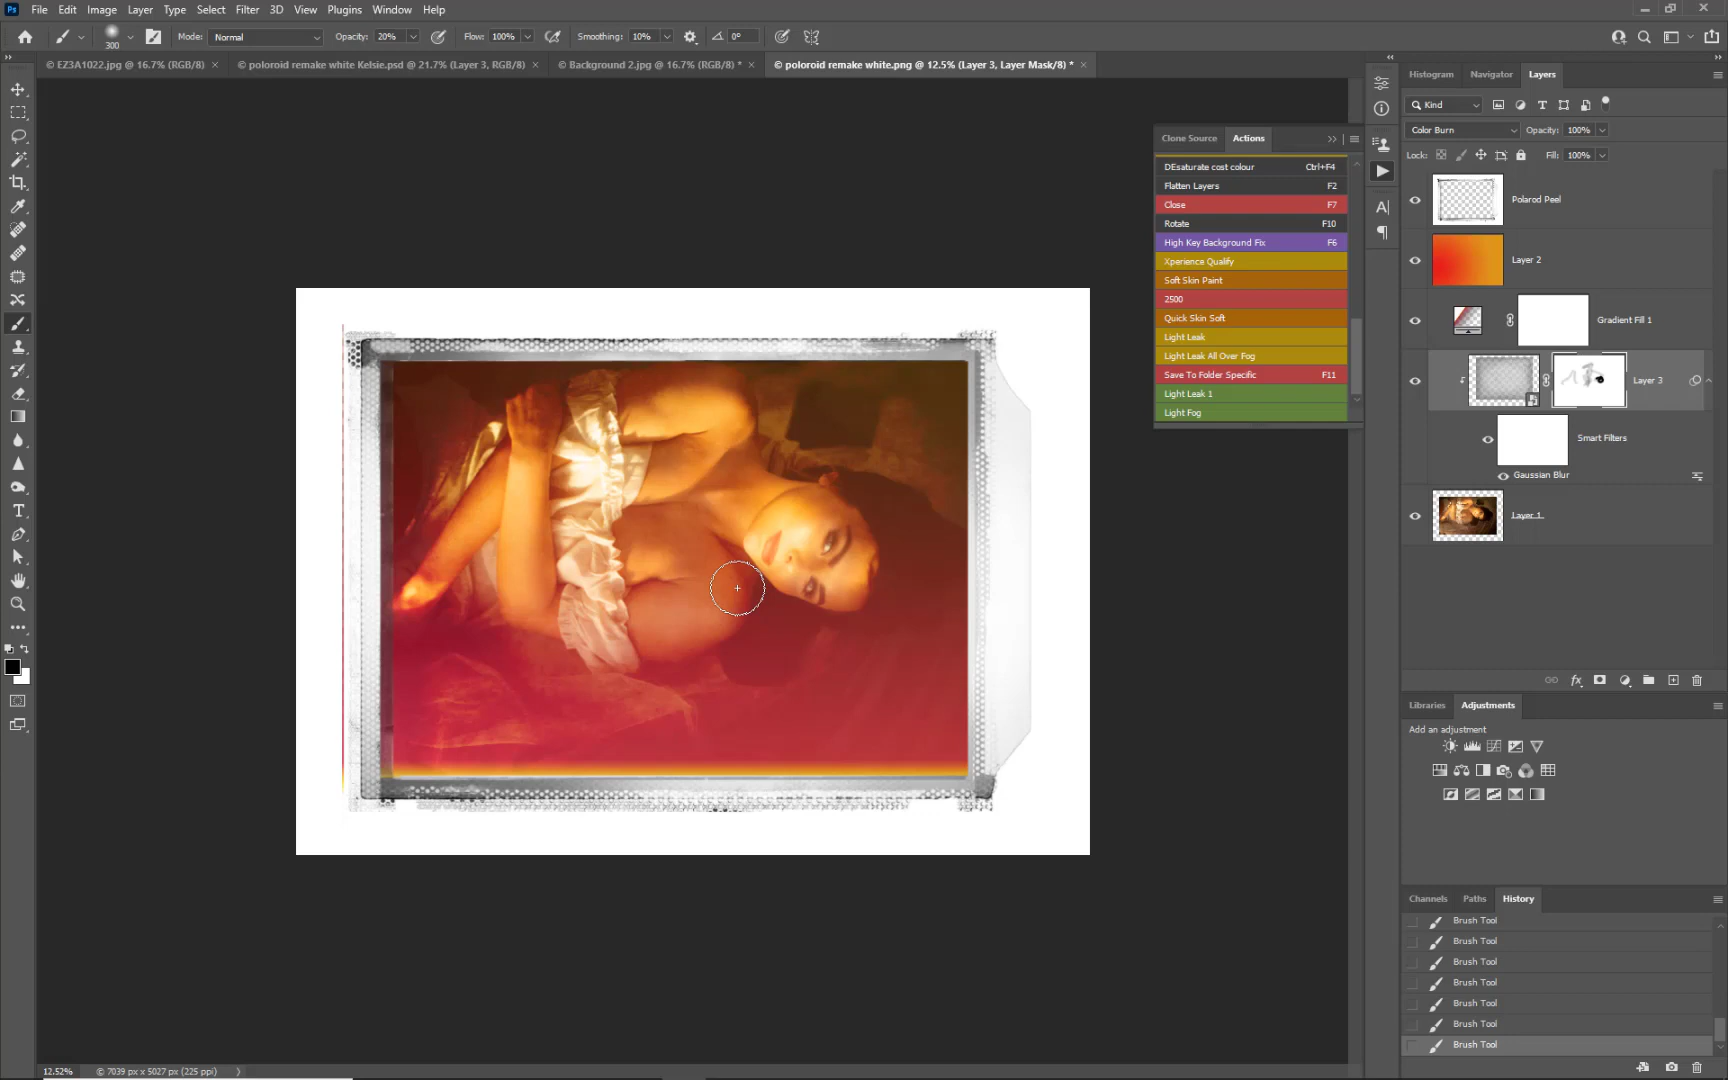 Ps File Edit Image Layer Type Select Filter 3D View Plugins Window Help
300 Mode: Normal Opacity: 20% Flow: 100% Smoothing: 10% 0°
© EZ3A1022.jpg @ 16.7% (RGB/8) × © poloroid remake white Kelsie.psd @ 21.7% (Layer 3, RGB/8) × © Background 2.jpg @ 16.7% (RGB/8) * × © poloroid remake white.png @ 12.5% (Layer 3, Layer Mask/8) * ×
Histogram Navigator Layers
Kind
Color Burn Opacity: 100%
Lock: Fill: 100%
Clone Source Actions
DEsaturate cost colour Ctrl+F4
Flatten Layers F2
Close F7
Rotate F10
High Key Background Fix F6
Xperience Qualify
Soft Skin Paint
2500
Quick Skin Soft
Light Leak
Light Leak All Over Fog
Save To Folder Specific F11
Light Leak 1
Light Fog
Polarod Peel
Layer 2
Gradient Fill 1
Layer 3
Smart Filters
Gaussian Blur
Layer 1
Libraries Adjustments
Add an adjustment
Channels Paths History
Brush Tool
Brush Tool
Brush Tool
Brush Tool
Brush Tool
Brush Tool
Brush Tool
12.52% © 7039 px x 5027 px (225 ppi)